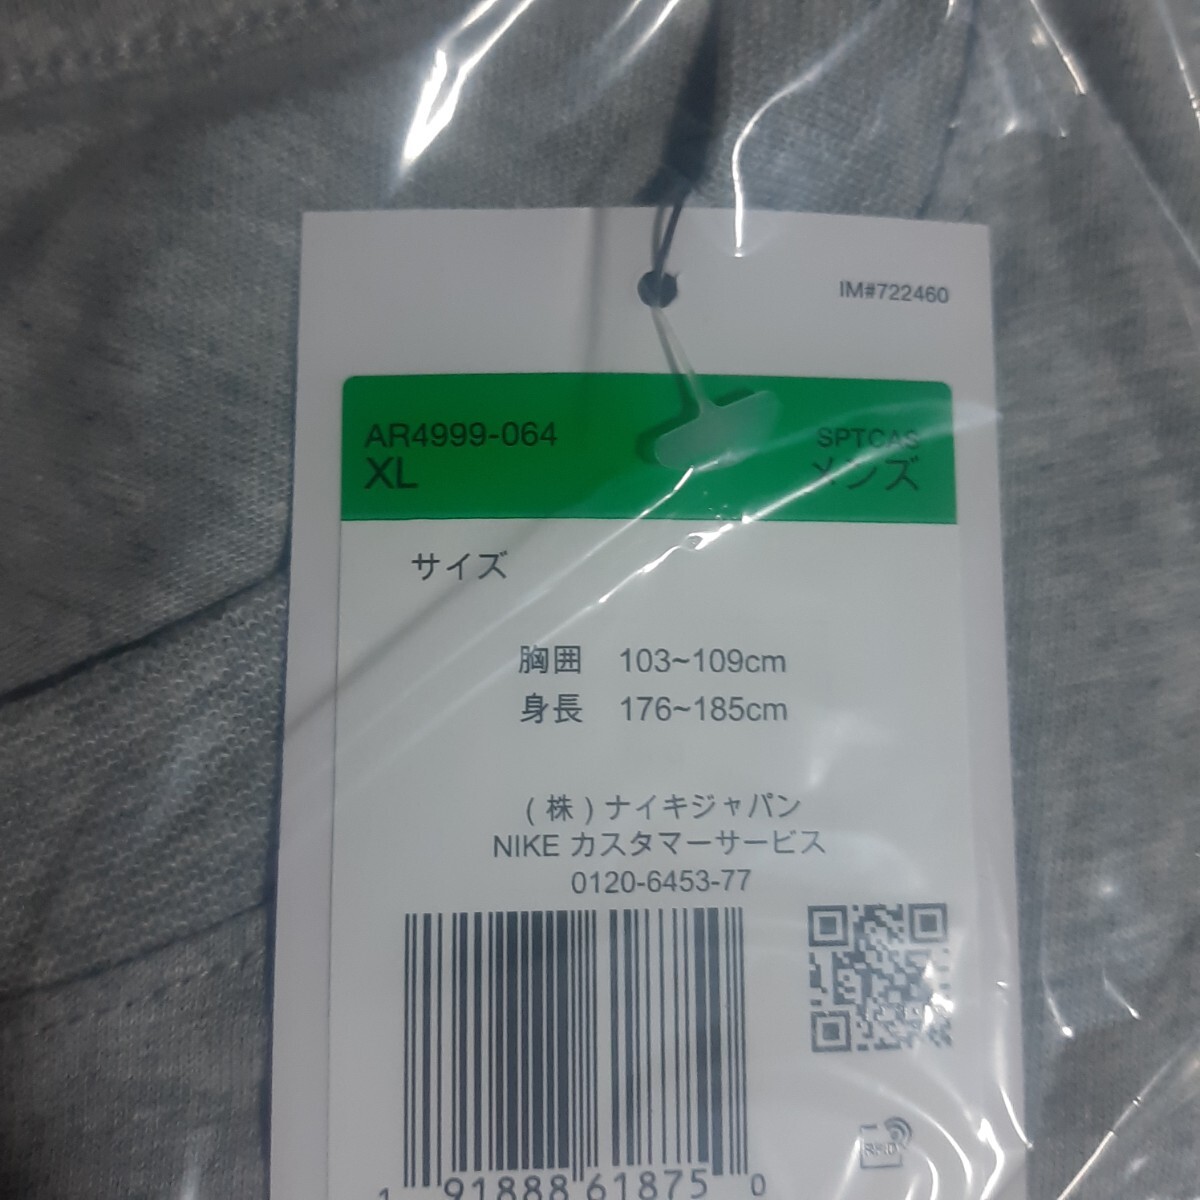 IM#722460
AR4999-064 SPTCAS
XL メンズ
サイズ
胸囲 103~109cm
身長 176~185cm
(株)ナイキジャパン
NIKE カスタマーサービス
0120-6453-77
RFID
1 91888 61875 0